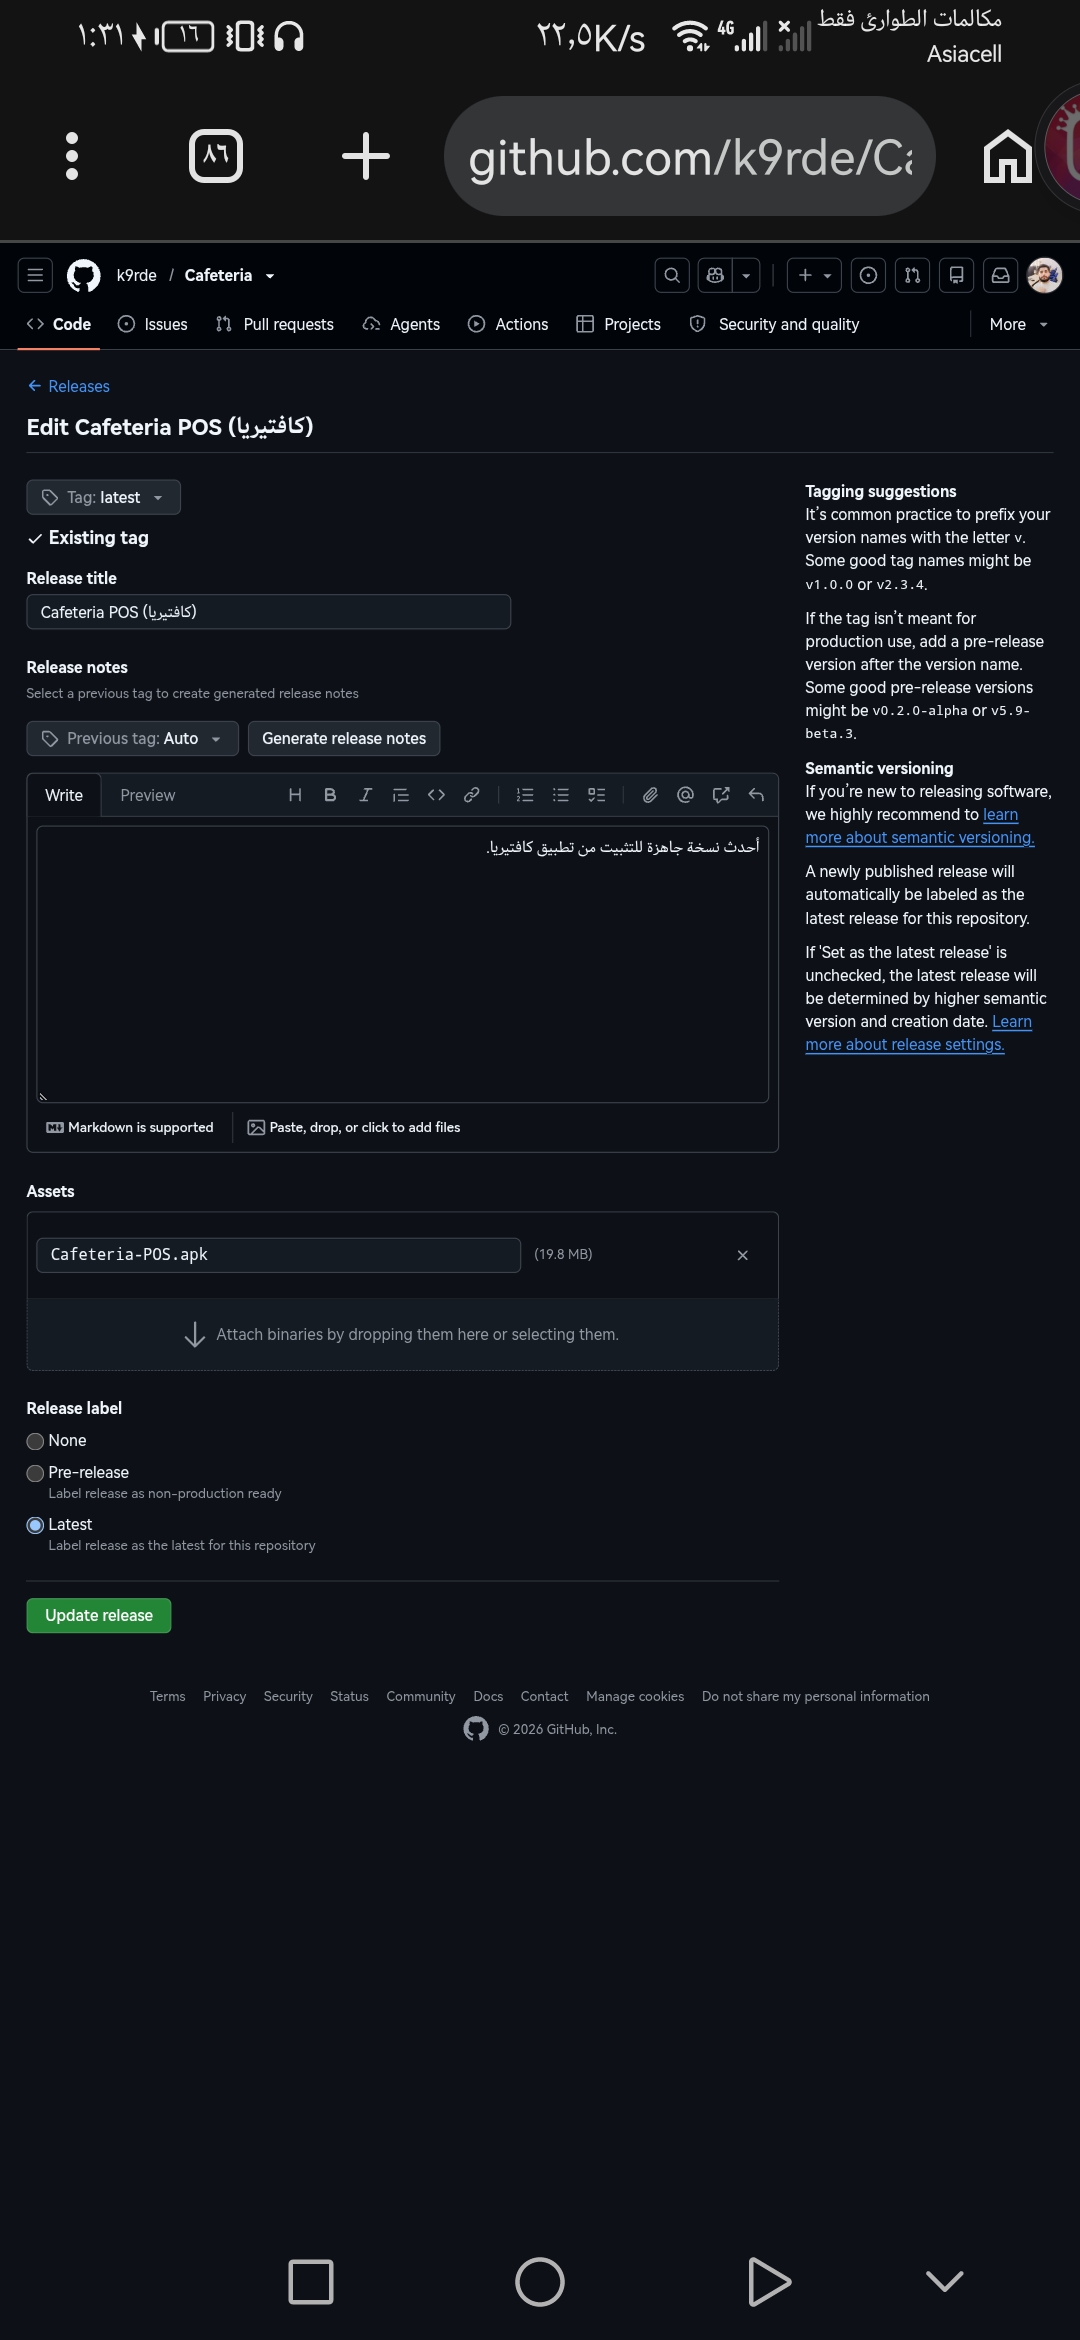 ١:٣١
١٦
٢٢,٥K/s
4G
مكالمات الطوارئ فقط
Asiacell
٨٦
github.com/k9rde/Ca
k9rde / Cafeteria
Code
Issues
Pull requests
Agents
Actions
Projects
Security and quality
More
Releases
Edit Cafeteria POS (كافتيريا)
Tag: latest
Existing tag
Release title
Cafeteria POS (كافتيريا)
Release notes
Select a previous tag to create generated release notes
Previous tag: Auto
Generate release notes
Write
Preview
أحدث نسخة جاهزة للتثبيت من تطبيق كافتيريا.
Markdown is supported
Paste, drop, or click to add files
Assets
Cafeteria-POS.apk
(19.8 MB)
Attach binaries by dropping them here or selecting them.
Release label
None
Pre-release
Label release as non-production ready
Latest
Label release as the latest for this repository
Update release
Tagging suggestions
It's common practice to prefix your
version names with the letter v.
Some good tag names might be
v1.0.0 or v2.3.4.
If the tag isn't meant for
production use, add a pre-release
version after the version name.
Some good pre-release versions
might be v0.2.0-alpha or v5.9-
beta.3.
Semantic versioning
If you're new to releasing software,
we highly recommend to learn
more about semantic versioning.
A newly published release will
automatically be labeled as the
latest release for this repository.
If 'Set as the latest release' is
unchecked, the latest release will
be determined by higher semantic
version and creation date. Learn
more about release settings.
Terms
Privacy
Security
Status
Community
Docs
Contact
Manage cookies
Do not share my personal information
© 2026 GitHub, Inc.